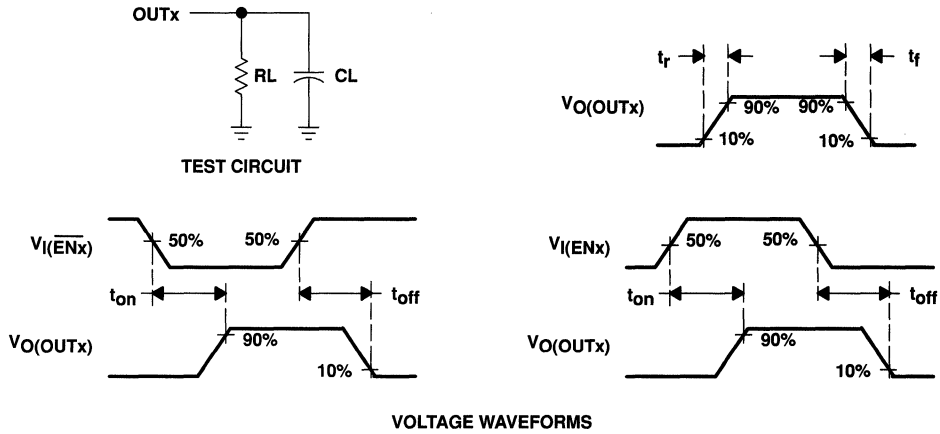 OUTx
RL
CL
TEST CIRCUIT
tr
tf
VO(OUTx)
90%
90%
10%
10%
VI(ENx)
50%
50%
ton
toff
VO(OUTx)
90%
10%
VI(ENx)
50%
50%
ton
toff
VO(OUTx)
90%
10%
VOLTAGE WAVEFORMS